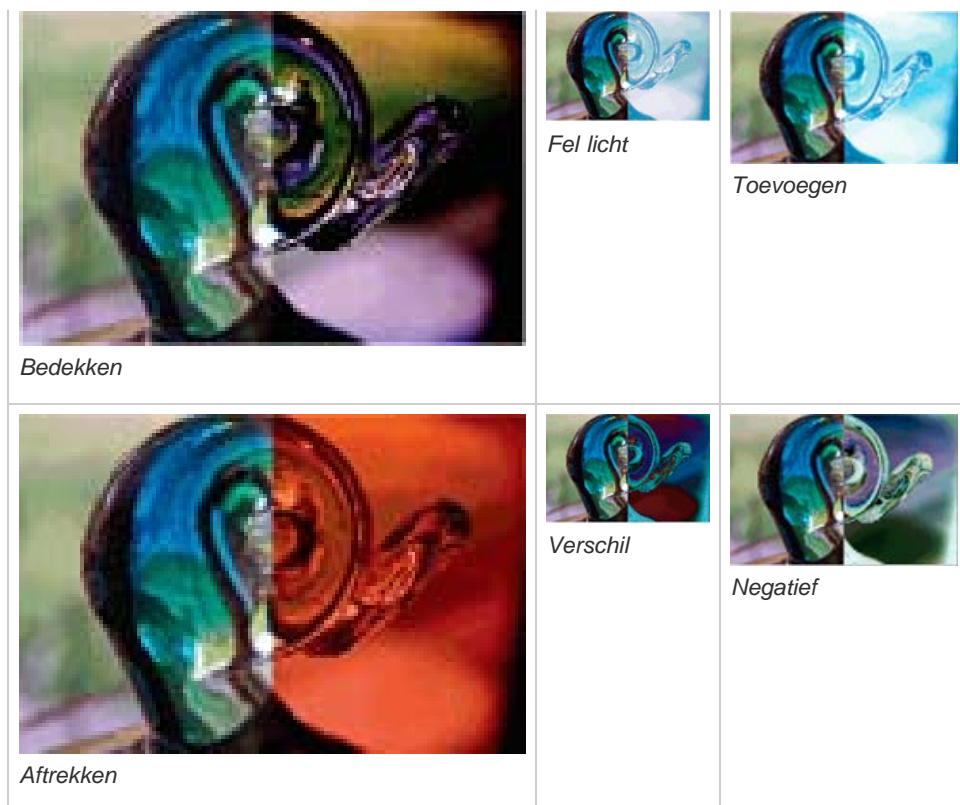 Fel licht
Toevoegen
Bedekken
Verschil
Negatief
Aftrekken